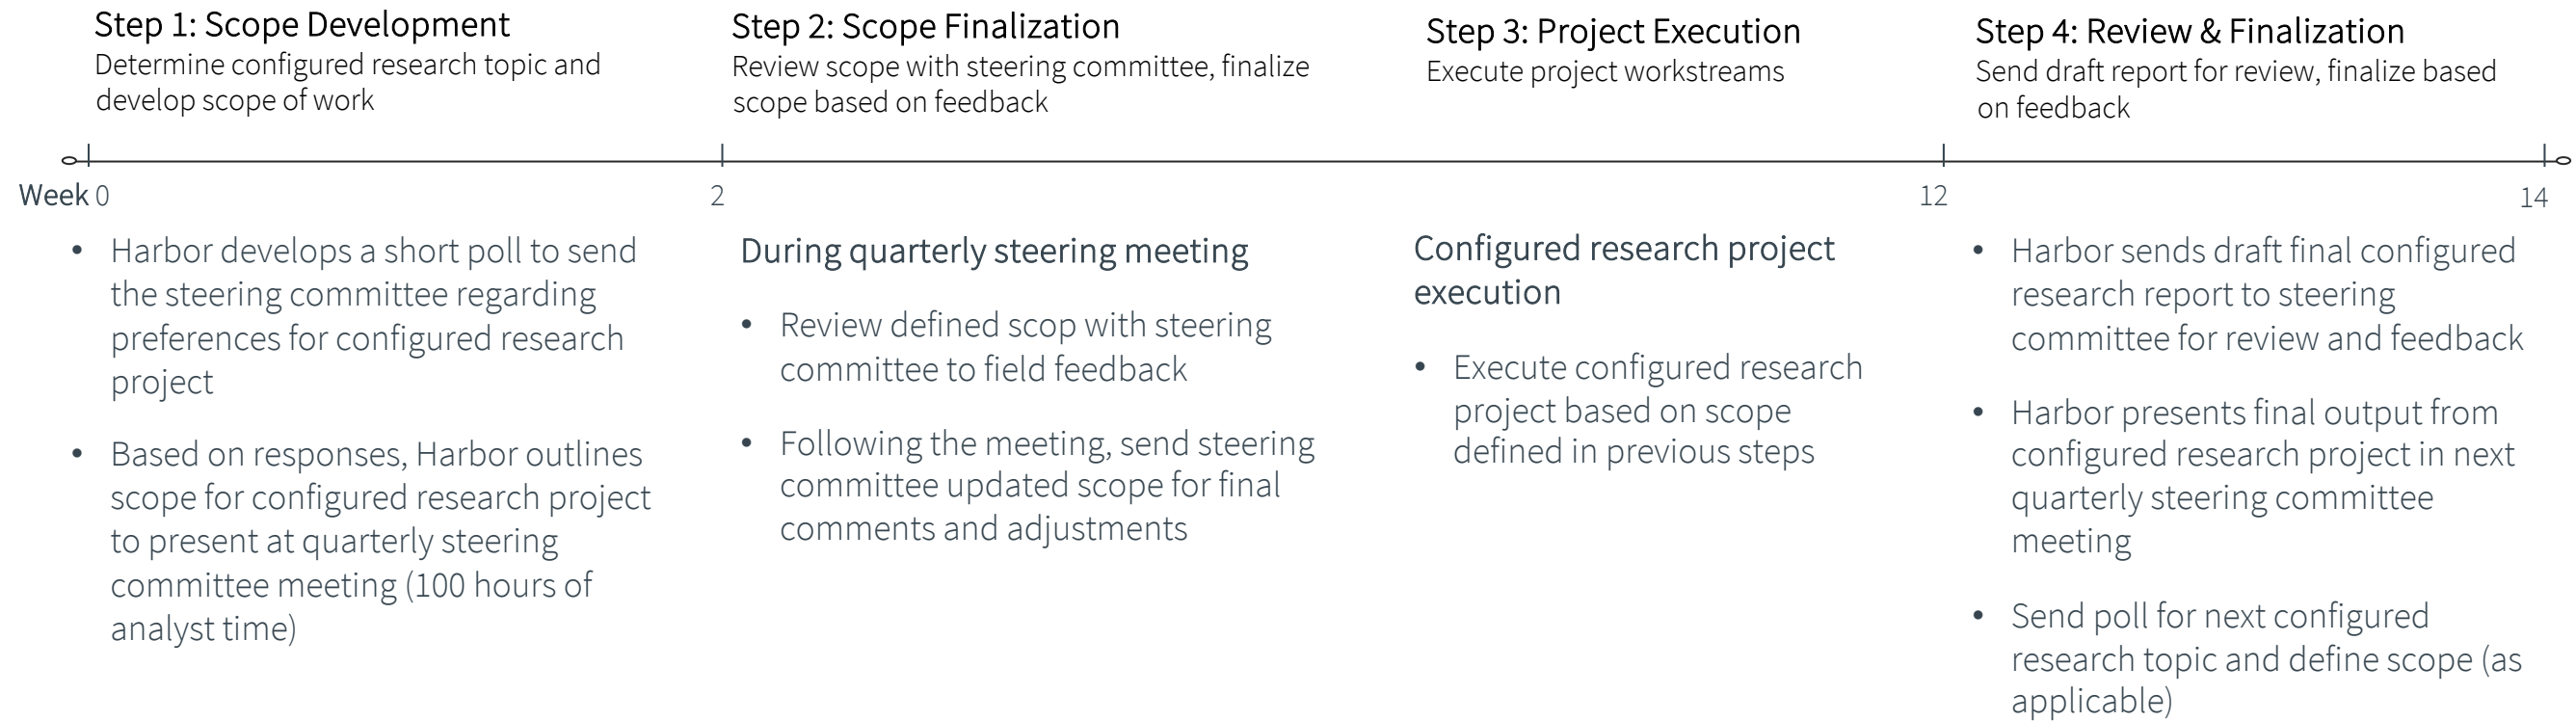 Step 1: Scope Development
Determine configured research topic and
develop scope of work
Step 2: Scope Finalization
Review scope with steering committee, finalize
scope based on feedback
Step 3: Project Execution
Execute project workstreams
Step 4: Review & Finalization
Send draft report for review, finalize based
on feedback
Week 0
2
12
14
• Harbor develops a short poll to send
the steering committee regarding
preferences for configured research
project
• Based on responses, Harbor outlines
scope for configured research project
to present at quarterly steering
committee meeting (100 hours of
analyst time)
During quarterly steering meeting
• Review defined scop with steering
committee to field feedback
• Following the meeting, send steering
committee updated scope for final
comments and adjustments
Configured research project
execution
• Execute configured research
project based on scope
defined in previous steps
• Harbor sends draft final configured
research report to steering
committee for review and feedback
• Harbor presents final output from
configured research project in next
quarterly steering committee
meeting
• Send poll for next configured
research topic and define scope (as
applicable)